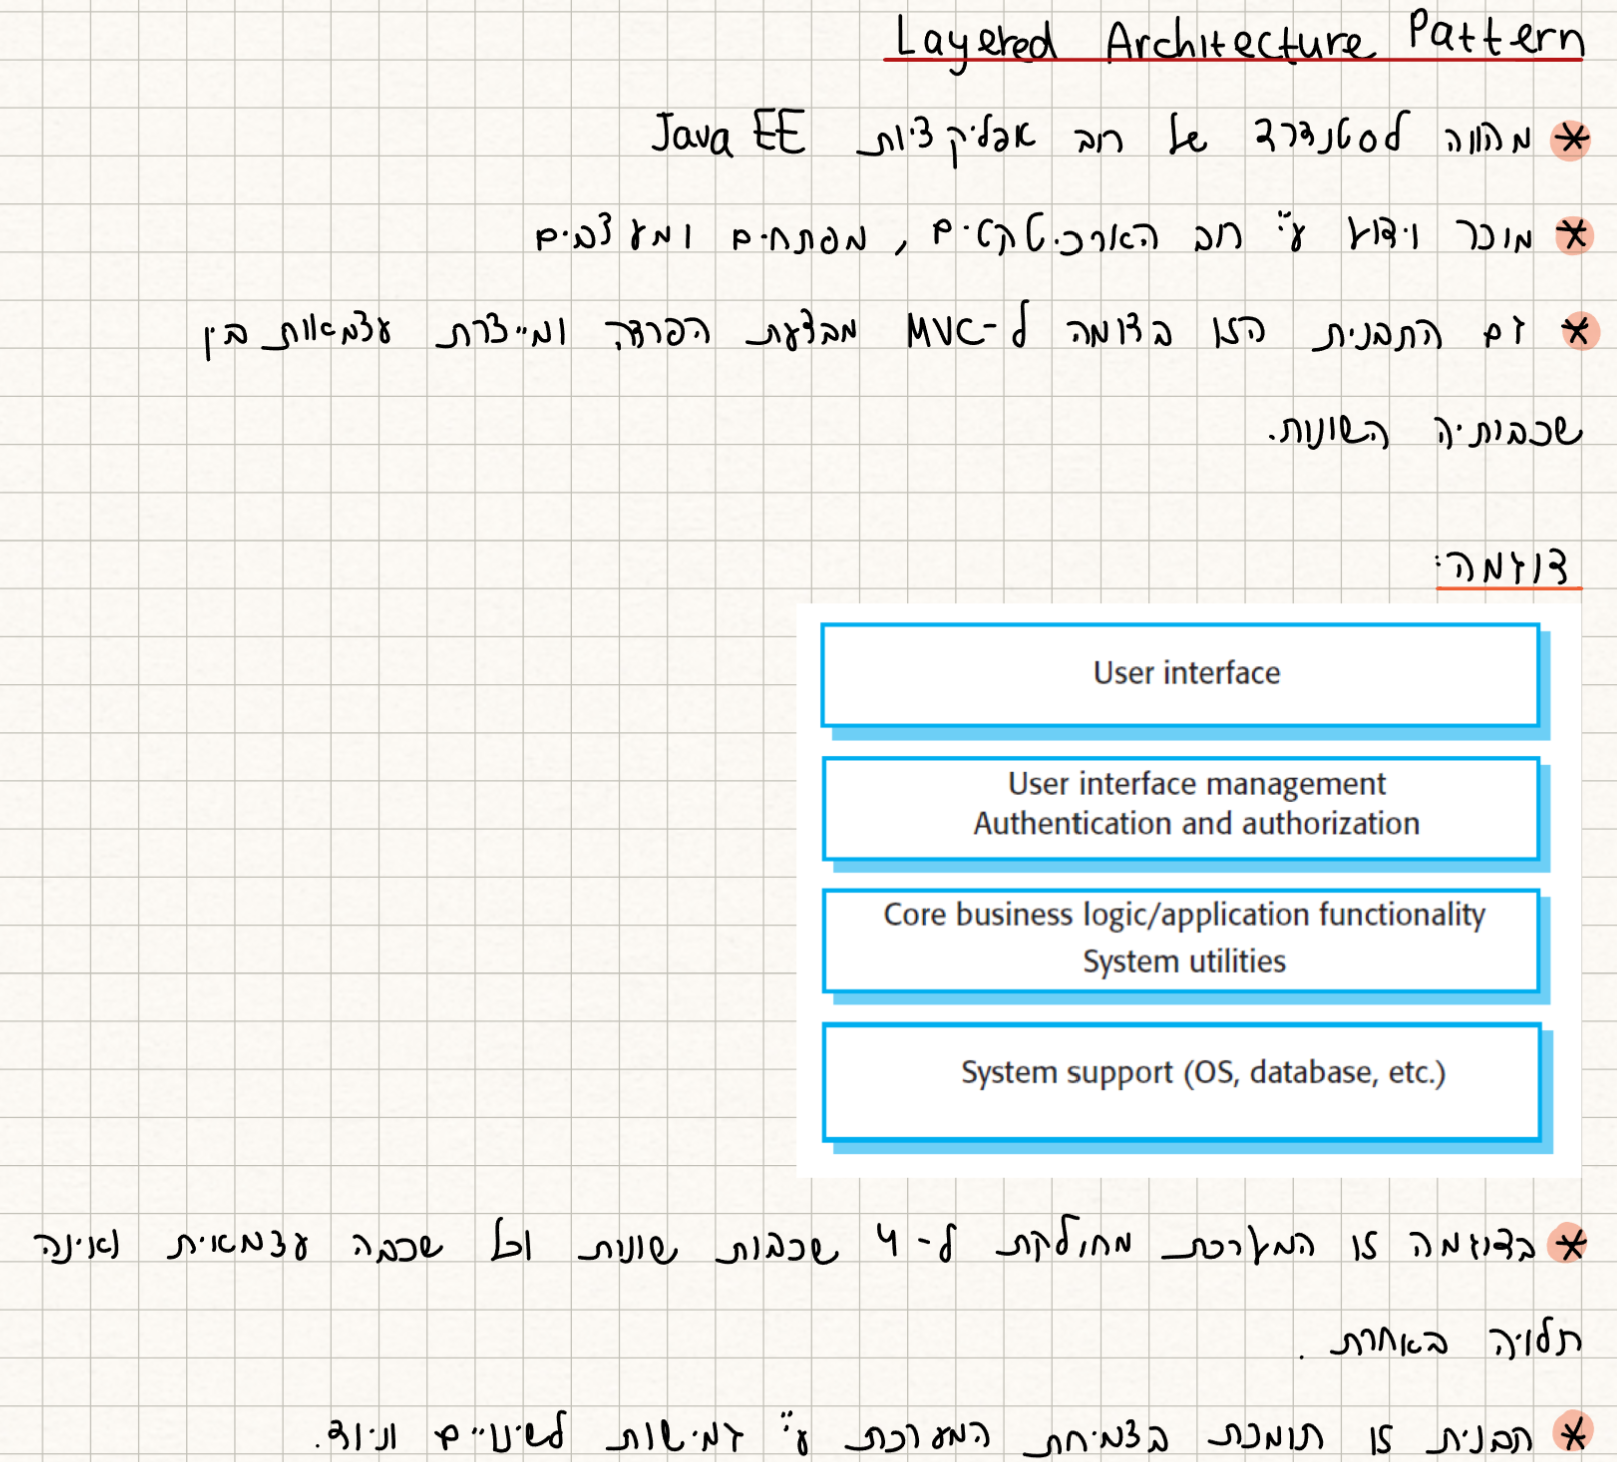 Layered Architecture Pattern
* מהווה לסטנדרד של רוב אפליקציות Java EE
* מוכר וידוע ע"י רוב הארכיטקטים, מפתחים ומעצבים
* גם התבנית הזו בדומה ל-MVC מבצעת הפרדה ומייצרת עצמאות בין
שכבותיה השונות.
דוגמה:
User interface
User interface management
Authentication and authorization
Core business logic/application functionality
System utilities
System support (OS, database, etc.)
* בדוגמה זו המערכת מחולקת ל-4 שכבות שונות וכל שכבה עצמאית ואינה
תלויה באחרת.
* תבנית זו תומכת בצמיחת המערכת ע"י גמישות לשינויים וניוד.